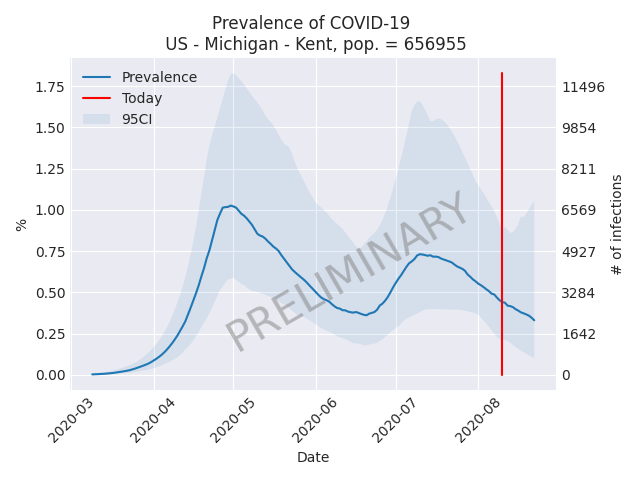 Prevalence of COVID-19
US - Michigan - Kent, pop. = 656955
Prevalence
Today
95CI
PRELIMINARY
%
1.75
1.50
1.25
1.00
0.75
0.50
0.25
0.00
11496
9854
8211
6569
4927
3284
1642
0
# of infections
2020-03
2020-04
2020-05
2020-06
2020-07
2020-08
Date